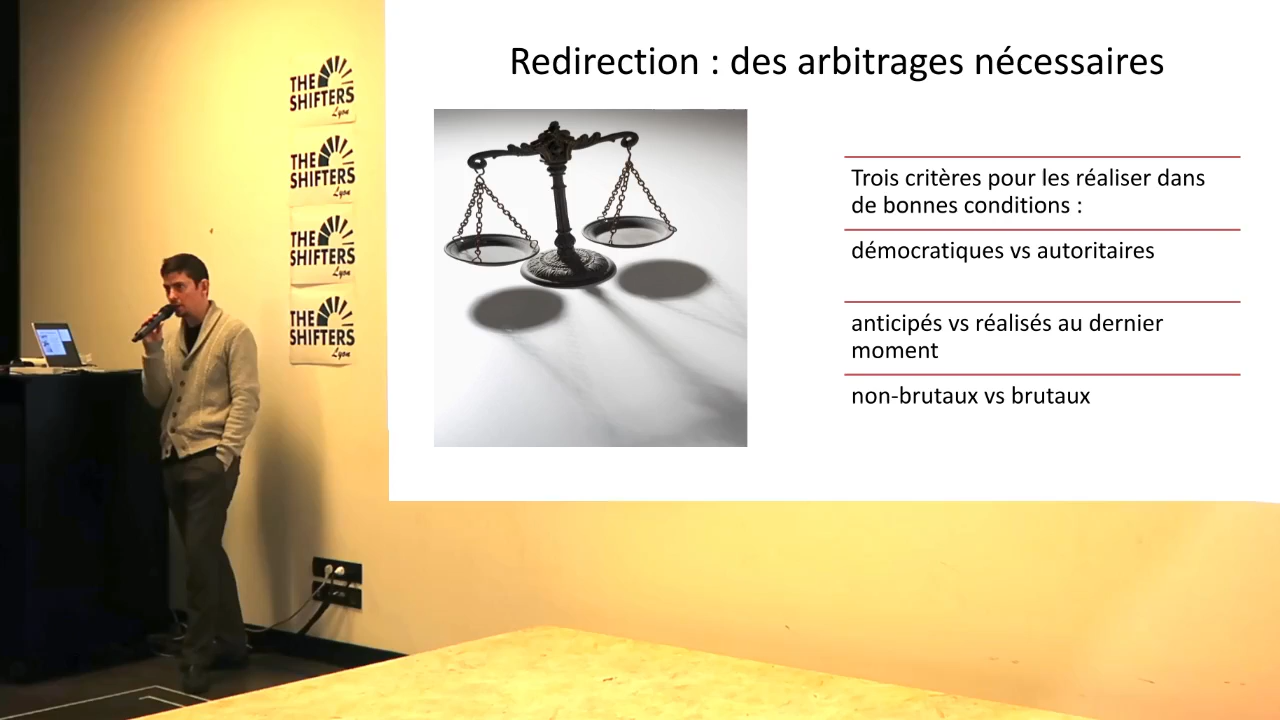 Redirection : des arbitrages nécessaires
THE
SHIFTERS
Lyon
THE
SHIFTERS
Lyon
THE
SHIFTERS
Lyon
THE
SHIFTERS
Lyon
Trois critères pour les réaliser dans
de bonnes conditions :
démocratiques vs autoritaires
anticipés vs réalisés au dernier
moment
non-brutaux vs brutaux